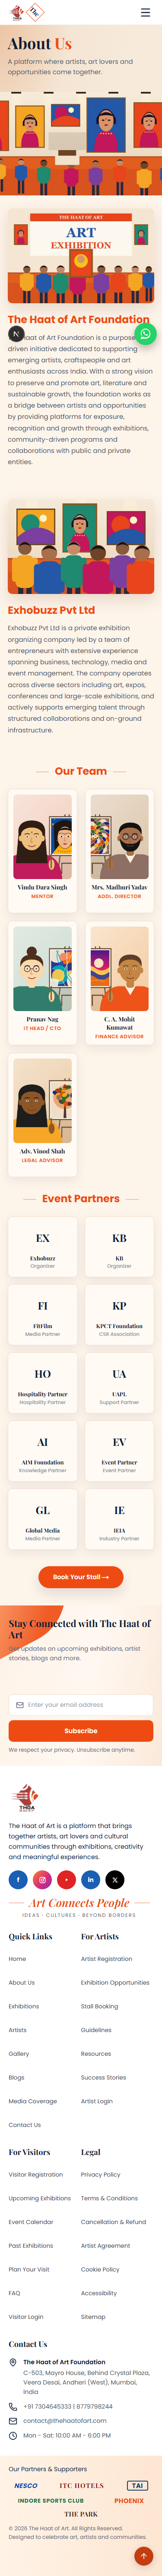 The
About Us
A platform where artists, art lovers and
opportunities come together.
THE HAAT OF ART
ART
EXHIBITION
The Haat of Art Foundation
N
Haat of Art Foundation is a purpose-
driven initiative dedicated to supporting
emerging artists, craftspeople and art
enthusiasts across India. With a strong vision
to preserve and promote art, literature and
sustainable growth, the foundation works as
a bridge between artists and opportunities
by providing platforms for exposure,
recognition and growth through exhibitions,
community-driven programs and
collaborations with public and private
entities.
Exhobuzz Pvt Ltd
Exhobuzz Pvt Ltd is a private exhibition
organizing company led by a team of
entrepreneurs with extensive experience
spanning business, technology, media and
event management. The company operates
across diverse sectors including art, expos,
conferences and large-scale exhibitions, and
actively supports emerging talent through
structured collaborations and on-ground
infrastructure.
Our Team
Vindu Dara Singh
MENTOR
Mrs. Madhuri Yadav
ADDL. DIRECTOR
Pranav Nag
IT HEAD / CTO
C. A. Mohit
Kumawat
FINANCE ADVISOR
Adv. Vinod Shah
LEGAL ADVISOR
Event Partners
EX
Exhobuzz
Organizer
KB
KB
Organizer
FI
FitFilm
Media Partner
KP
KPCT Foundation
CSR Association
HO
Hospitality Partner
Hospitality Partner
UA
UAPL
Support Partner
AI
AIM Foundation
Knowledge Partner
EV
Event Partner
Event Partner
GL
Global Media
Media Partner
IE
IEIA
Industry Partner
Book Your Stall →
Stay Connected with The Haat of
Art
Get updates on upcoming exhibitions, artist
stories, blogs and more.
Enter your email address
Subscribe
We respect your privacy. Unsubscribe anytime.
THOA
The Haat of Art is a platform that brings
together artists, art lovers and cultural
communities through exhibitions, creativity
and meaningful experiences.
f
in
X
Art Connects People
IDEAS · CULTURES · BEYOND BORDERS
Quick Links
Home
About Us
Exhibitions
Artists
Gallery
Blogs
Media Coverage
Contact Us
For Artists
Artist Registration
Exhibition Opportunities
Stall Booking
Guidelines
Resources
Success Stories
Artist Login
For Visitors
Visitor Registration
Upcoming Exhibitions
Event Calendar
Past Exhibitions
Plan Your Visit
FAQ
Visitor Login
Legal
Privacy Policy
Terms & Conditions
Cancellation & Refund
Artist Agreement
Cookie Policy
Accessibility
Sitemap
Contact Us
The Haat of Art Foundation
C-503, Mayro House, Behind Crystal Plaza,
Veera Desai, Andheri (West), Mumbai,
India
+91 7304645333 | 8779798244
contact@thehaatofart.com
Mon - Sat: 10:00 AM - 6:00 PM
Our Partners & Supporters
NESCO
ITC HOTELS
TAI
INDORE SPORTS CLUB
PHOENIX
THE PARK
© 2026 The Haat of Art. All Rights Reserved.
Designed to celebrate art, artists and communities.